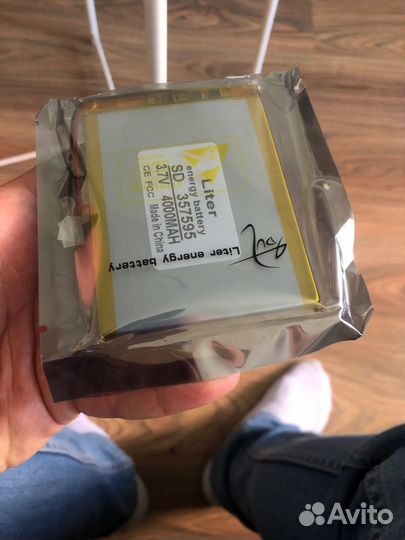 Liter
energy battery
SD 357595
3.7V 4000MAH
CE FCC Made in China
Liter energy battery
Avito